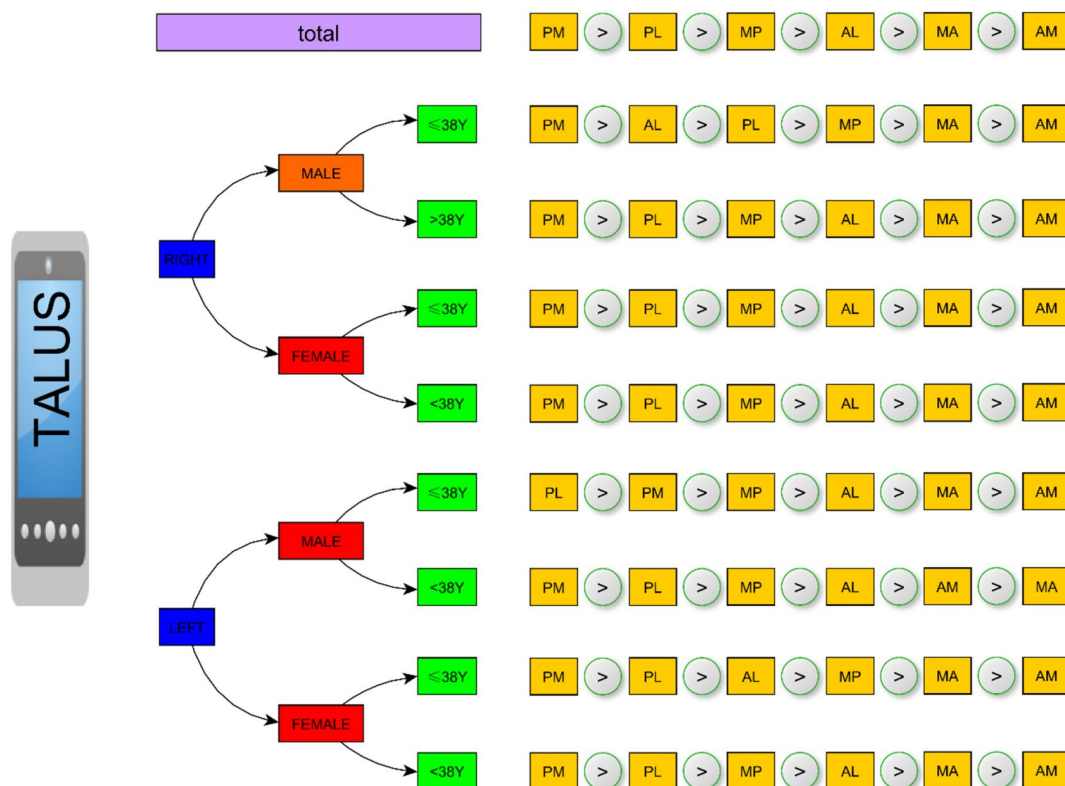 total PM > PL > MP > AL > MA > AM
≤38Y PM > AL > PL > MP > MA > AM
MALE
>38Y PM > PL > MP > AL > MA > AM
RIGHT
≤38Y PM > PL > MP > AL > MA > AM
FEMALE
<38Y PM > PL > MP > AL > MA > AM
TALUS
≤38Y PL > PM > MP > AL > MA > AM
MALE
<38Y PM > PL > MP > AL > AM > MA
LEFT
≤38Y PM > PL > AL > MP > MA > AM
FEMALE
<38Y PM > PL > MP > AL > MA > AM